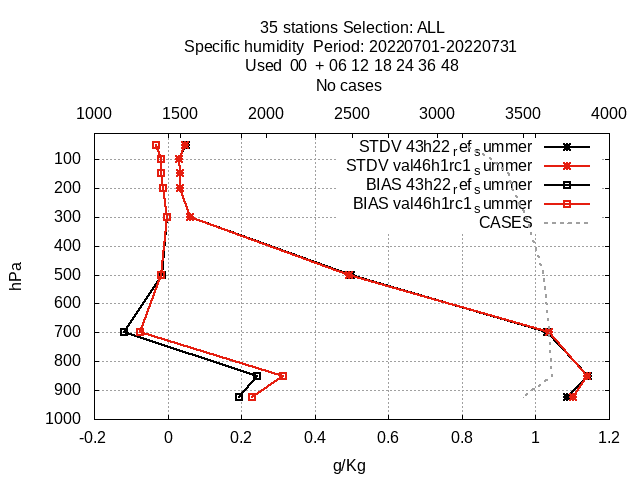 35 stations Selection: ALL
Specific humidity  Period: 20220701-20220731
Used  00  + 06 12 18 24 36 48
No cases
1000 1500 2000 2500 3000 3500 4000
STDV 43h22_ref_summer
STDV val46h1rc1_summer
BIAS 43h22_ref_summer
BIAS val46h1rc1_summer
CASES
hPa
100
200
300
400
500
600
700
800
900
1000
-0.2 0 0.2 0.4 0.6 0.8 1 1.2
g/Kg